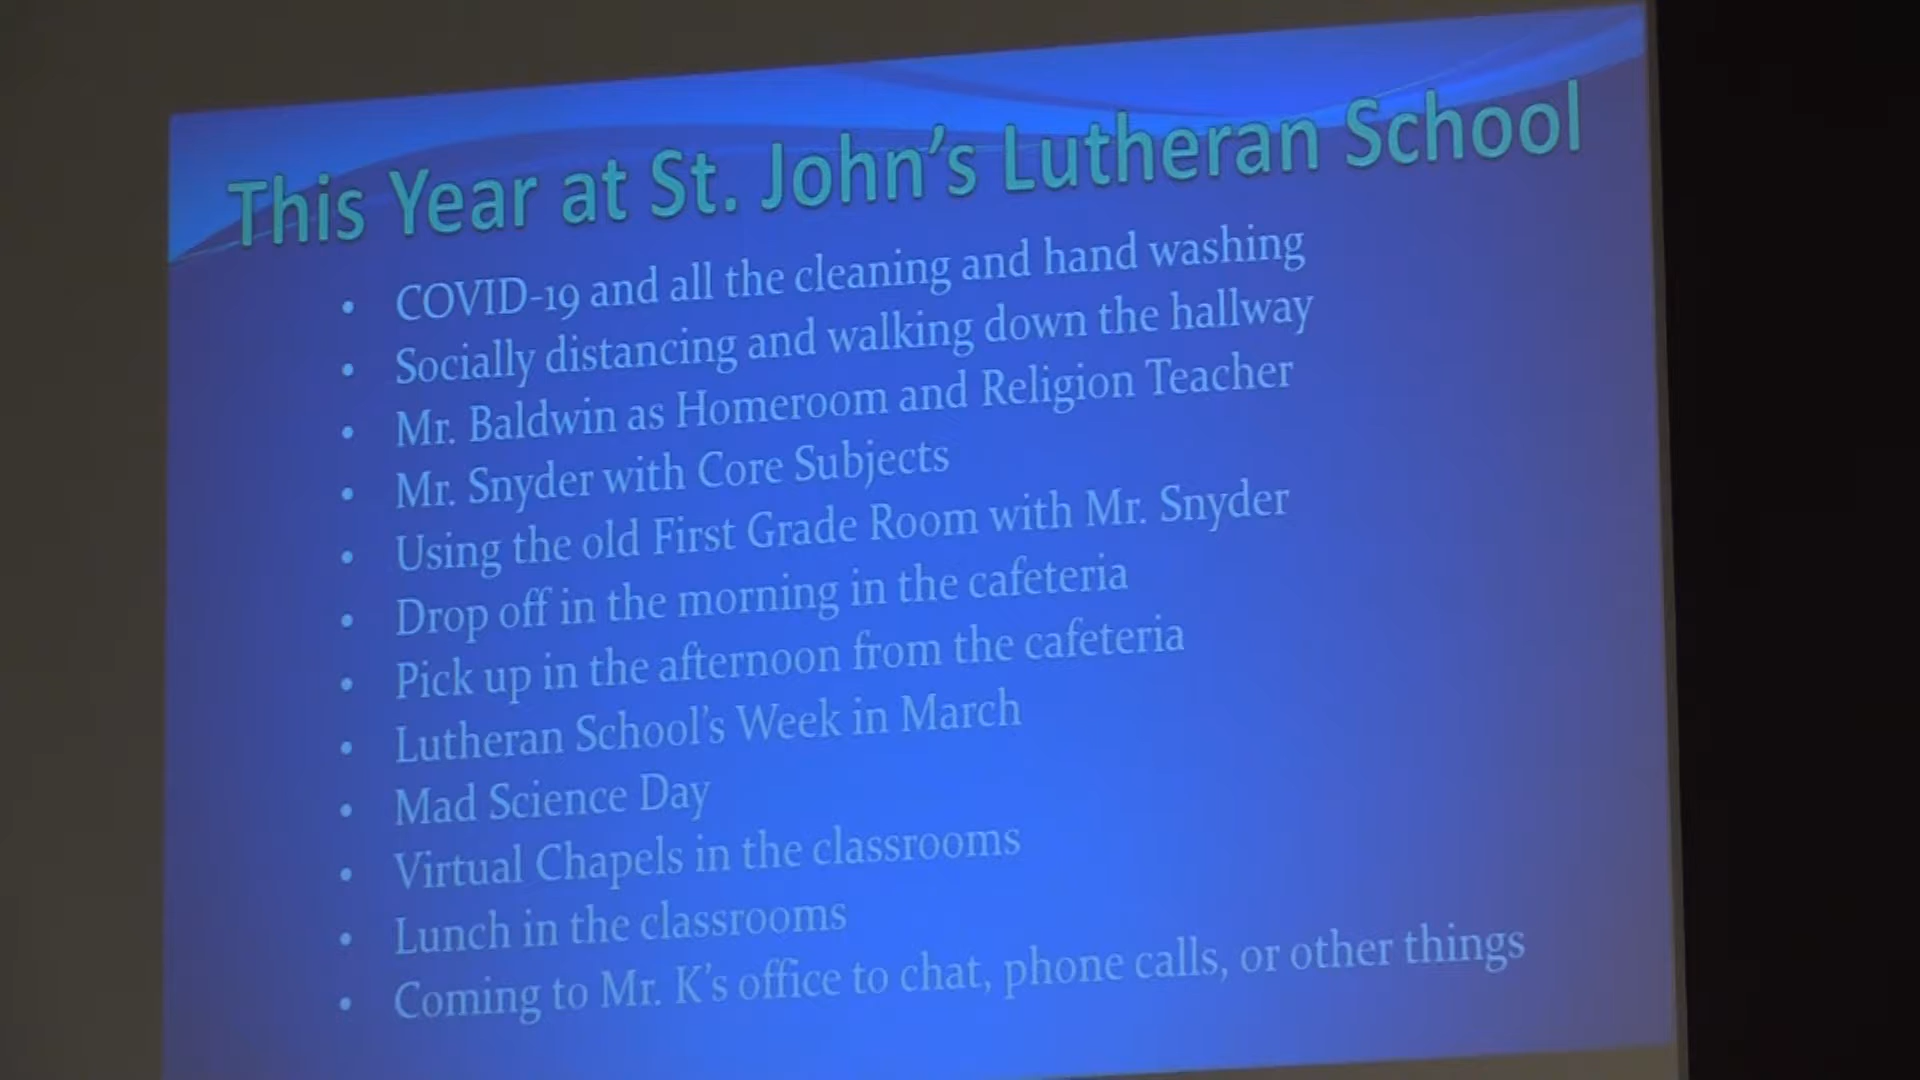 This Year at St. John's Lutheran School
• COVID-19 and all the cleaning and hand washing
• Socially distancing and walking down the hallway
• Mr. Baldwin as Homeroom and Religion Teacher
• Mr. Snyder with Core Subjects
• Using the old First Grade Room with Mr. Snyder
• Drop off in the morning in the cafeteria
• Pick up in the afternoon from the cafeteria
• Lutheran School's Week in March
• Mad Science Day
• Virtual Chapels in the classrooms
• Lunch in the classrooms
• Coming to Mr. K's office to chat, phone calls, or other things